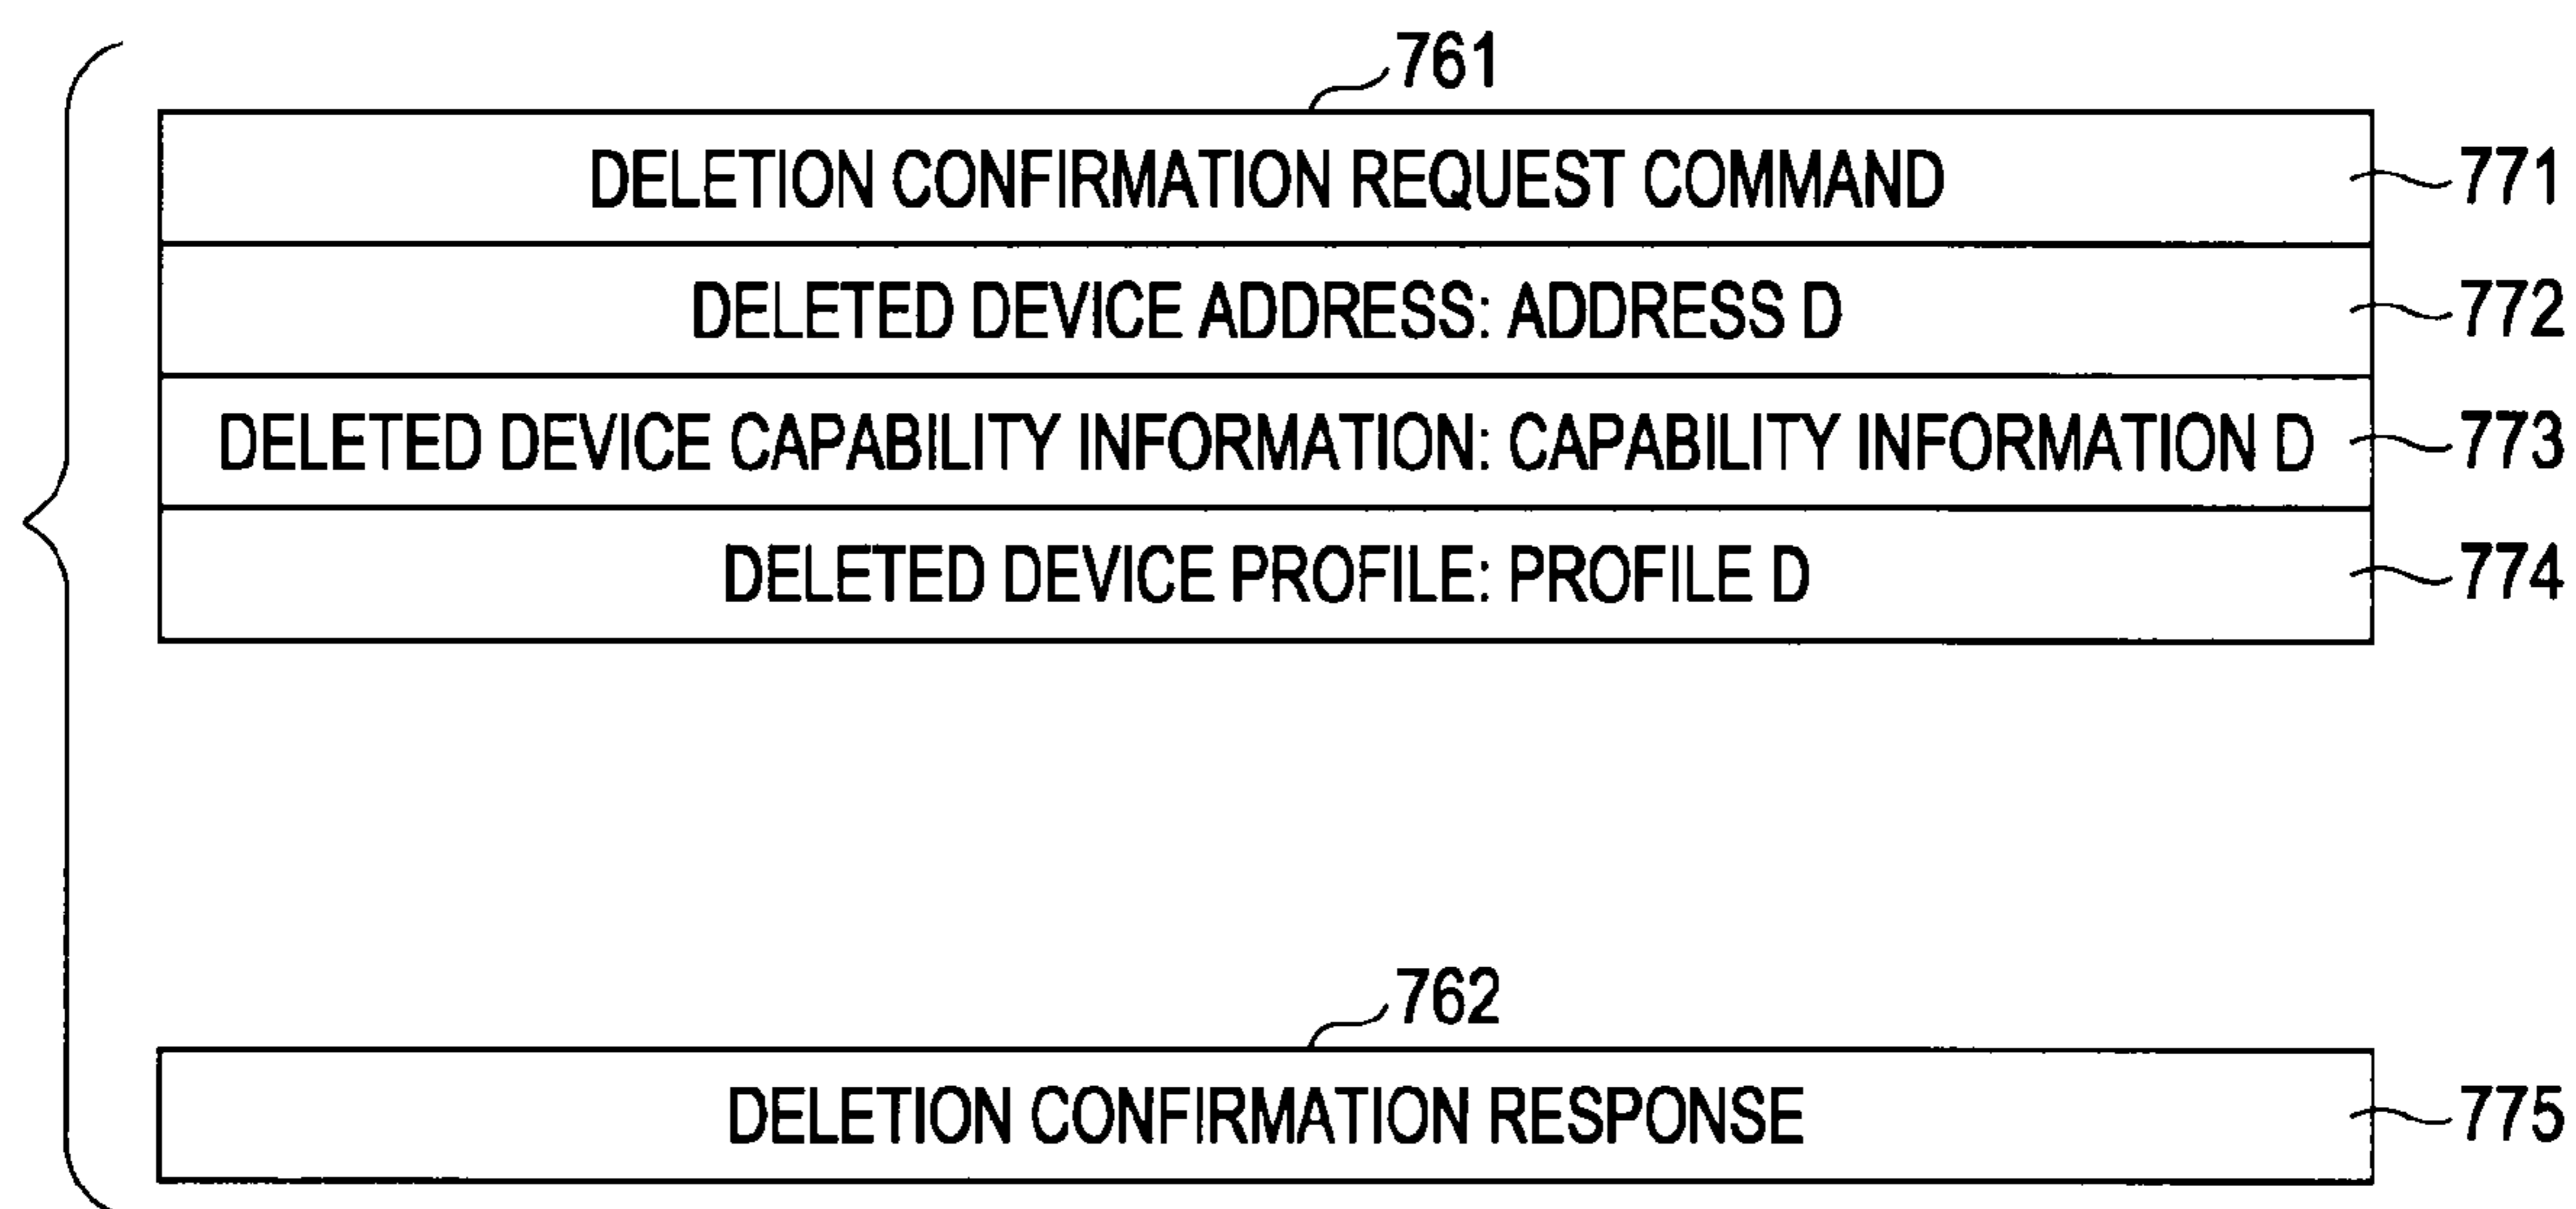 761
DELETION CONFIRMATION REQUEST COMMAND 771
DELETED DEVICE ADDRESS: ADDRESS D 772
DELETED DEVICE CAPABILITY INFORMATION: CAPABILITY INFORMATION D 773
DELETED DEVICE PROFILE: PROFILE D 774
762
DELETION CONFIRMATION RESPONSE 775